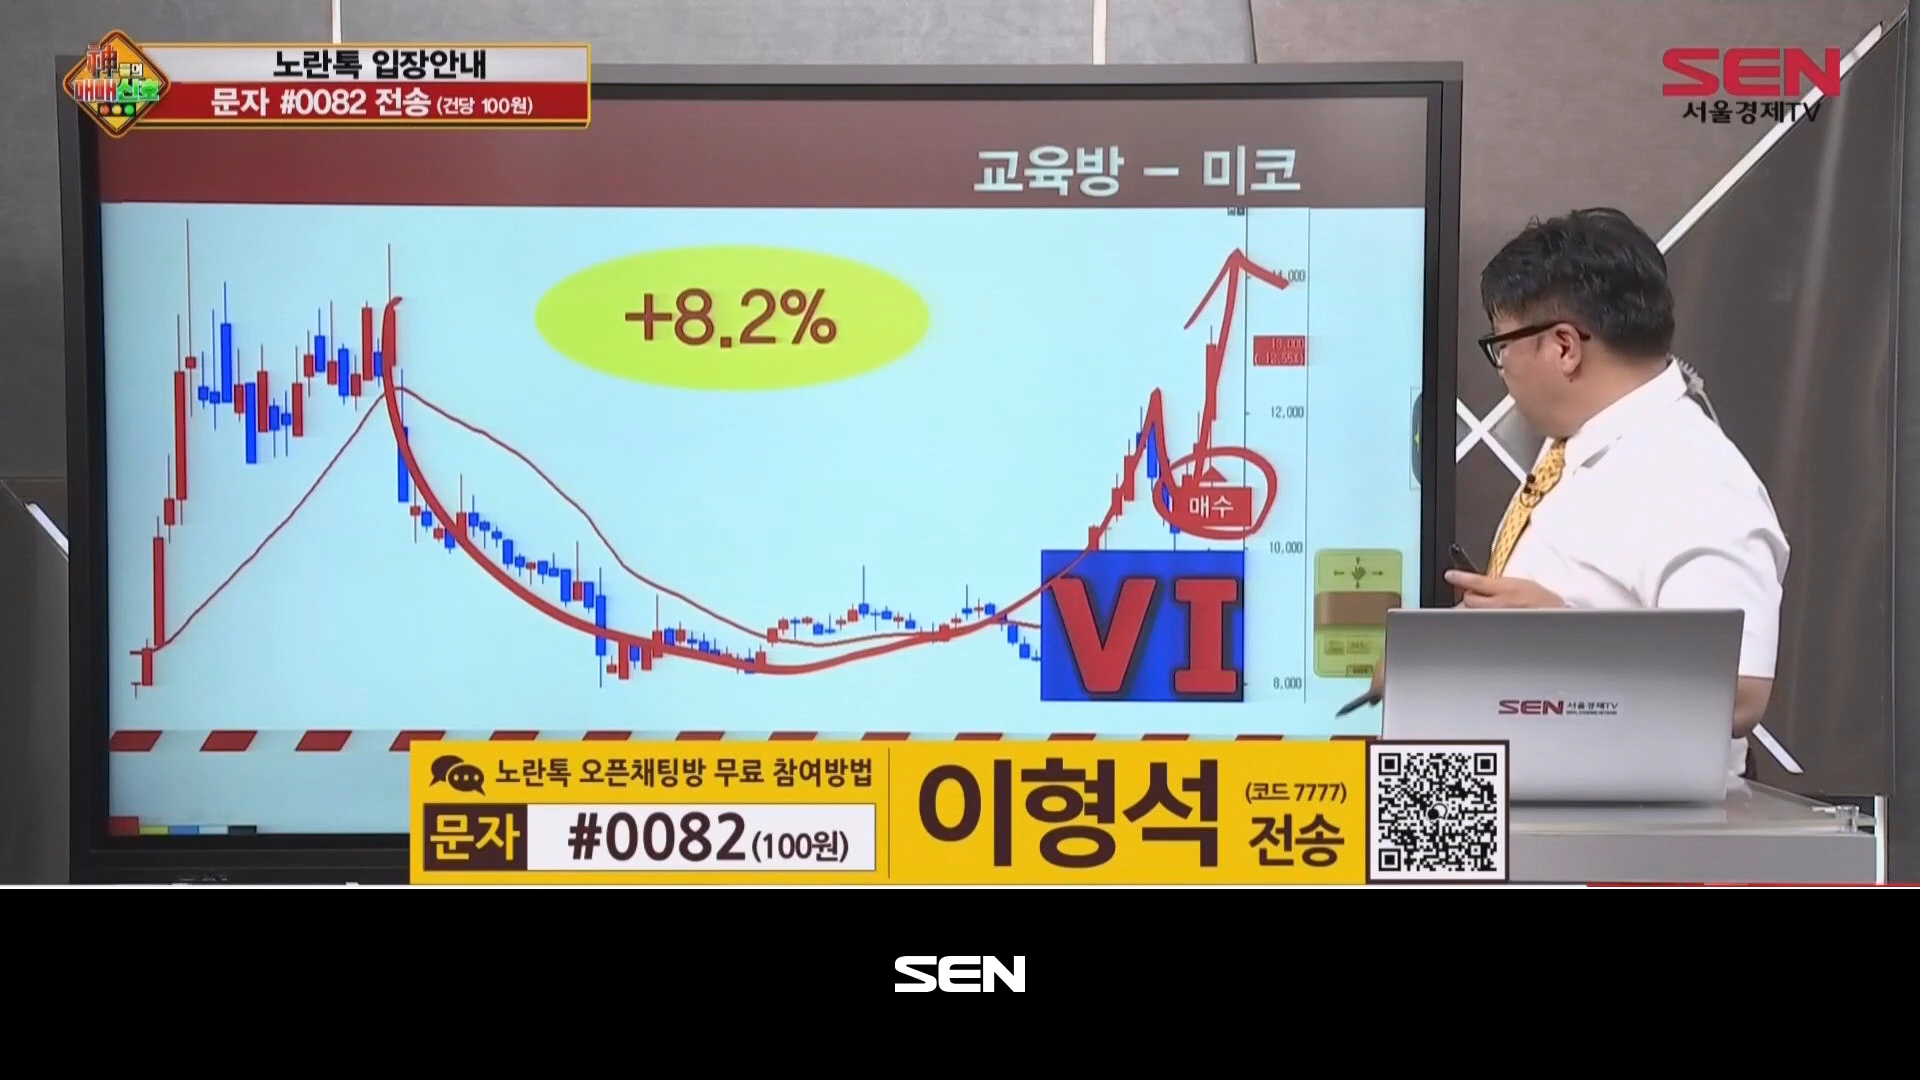 神들의
매매신호
노란톡 입장안내
문자 #0082 전송 (건당 100원)
SEN
서울경제TV
교육방 - 미코
+8.2%
14,000
13,000
12,000
매수
10,000
VI
8,000
SEN 서울경제TV
노란톡 오픈채팅방 무료 참여방법
문자 #0082 (100원)
이형석 (코드 7777)
전송
SEN